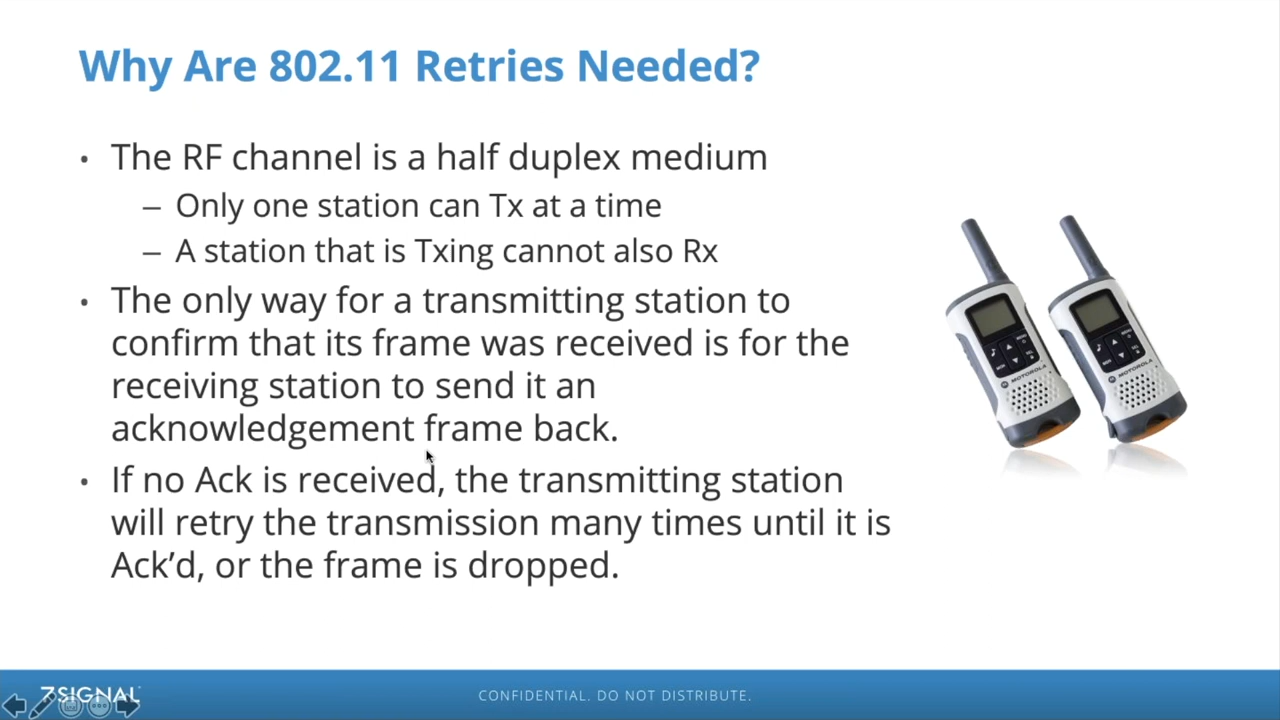 Why Are 802.11 Retries Needed?
• The RF channel is a half duplex medium
– Only one station can Tx at a time
– A station that is Txing cannot also Rx
• The only way for a transmitting station to
confirm that its frame was received is for the
receiving station to send it an
acknowledgement frame back.
• If no Ack is received, the transmitting station
will retry the transmission many times until it is
Ack’d, or the frame is dropped.
MOTOROLA
MOTOROLA
7SIGNAL
CONFIDENTIAL. DO NOT DISTRIBUTE.